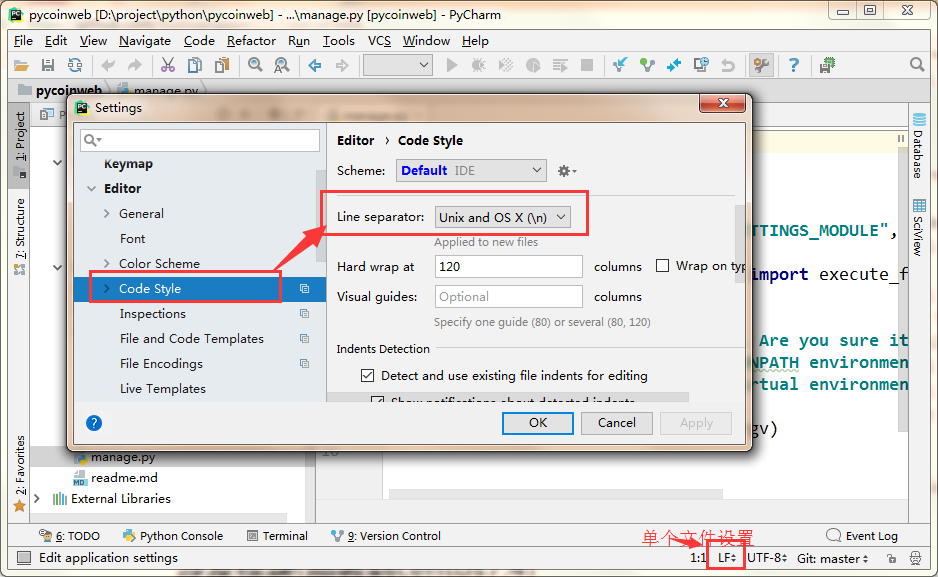 pycoinweb [D:\project\python\pycoinweb] - ...\manage.py [pycoinweb] - PyCharm
File Edit View Navigate Code Refactor Run Tools VCS Window Help
pycoinweb manage.py
Settings
1: Project
7: Structure
2: Favorites
Keymap
Editor
General
Font
Color Scheme
Code Style
Inspections
File and Code Templates
File Encodings
Live Templates
Editor › Code Style
Scheme: Default IDE
Line separator: Unix and OS X (\n)
Applied to new files
Hard wrap at 120 columns Wrap on typ
Visual guides: Optional columns
Specify one guide (80) or several (80, 120)
Indents Detection
Detect and use existing file indents for editing
Show notifications about detected indents
?
OK Cancel Apply
Database
SciView
TTINGS_MODULE",
import execute_f
Are you sure it
NPATH environmen
rtual environmen
gv)
manage.py
readme.md
MD
External Libraries
6: TODO Python Console Terminal 9: Version Control Event Log
单个文件设置
Edit application settings 1:1 LF UTF-8 Git: master